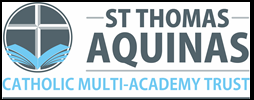 ST THOMAS
AQUINAS
CATHOLIC MULTI-ACADEMY TRUST